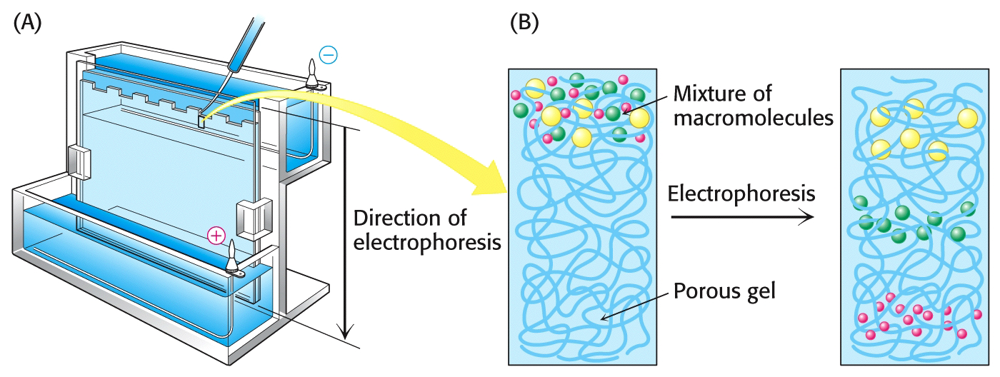 (A)
−
+
Direction of
electrophoresis
(B)
Mixture of
macromolecules
Electrophoresis
Porous gel